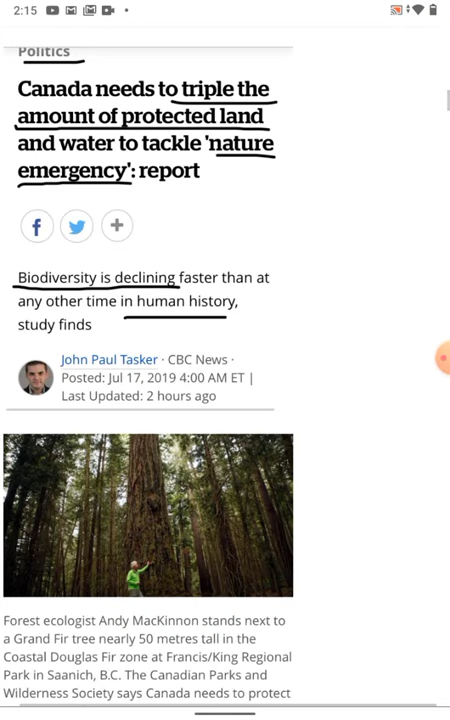 2:15
Politics
Canada needs to triple the
amount of protected land
and water to tackle 'nature
emergency': report
Biodiversity is declining faster than at
any other time in human history,
study finds
John Paul Tasker · CBC News ·
Posted: Jul 17, 2019 4:00 AM ET |
Last Updated: 2 hours ago
Forest ecologist Andy MacKinnon stands next to
a Grand Fir tree nearly 50 metres tall in the
Coastal Douglas Fir zone at Francis/King Regional
Park in Saanich, B.C. The Canadian Parks and
Wilderness Society says Canada needs to protect